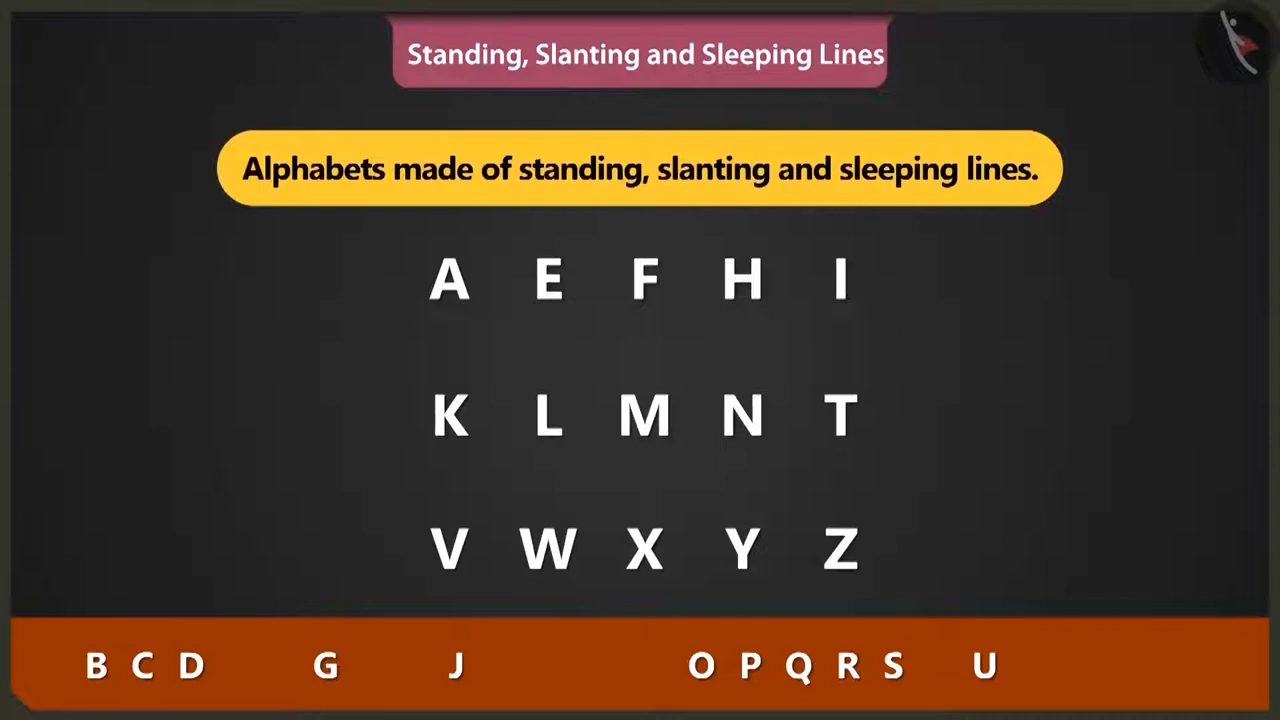 Standing, Slanting and Sleeping Lines
Alphabets made of standing, slanting and sleeping lines.
A E F H I
K L M N T
V W X Y Z
B C D G J O P Q R S U